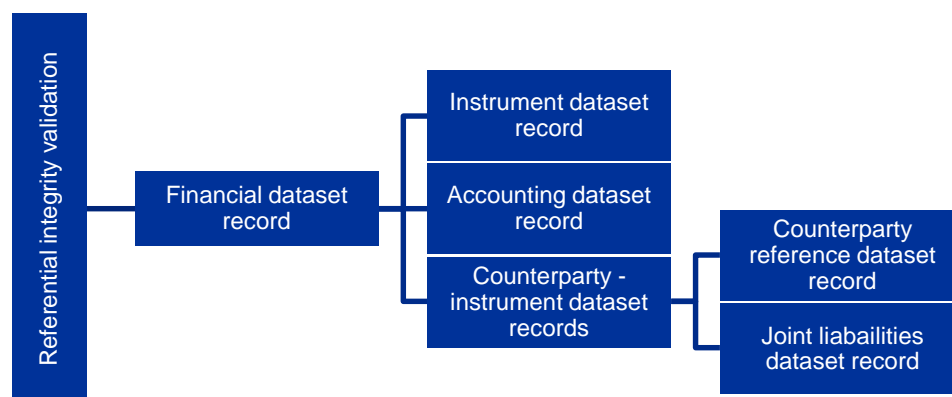 Referential integrity validation
Financial dataset
record
Instrument dataset
record
Accounting dataset
record
Counterparty -
instrument dataset
records
Counterparty
reference dataset
record
Joint liabailities
dataset record